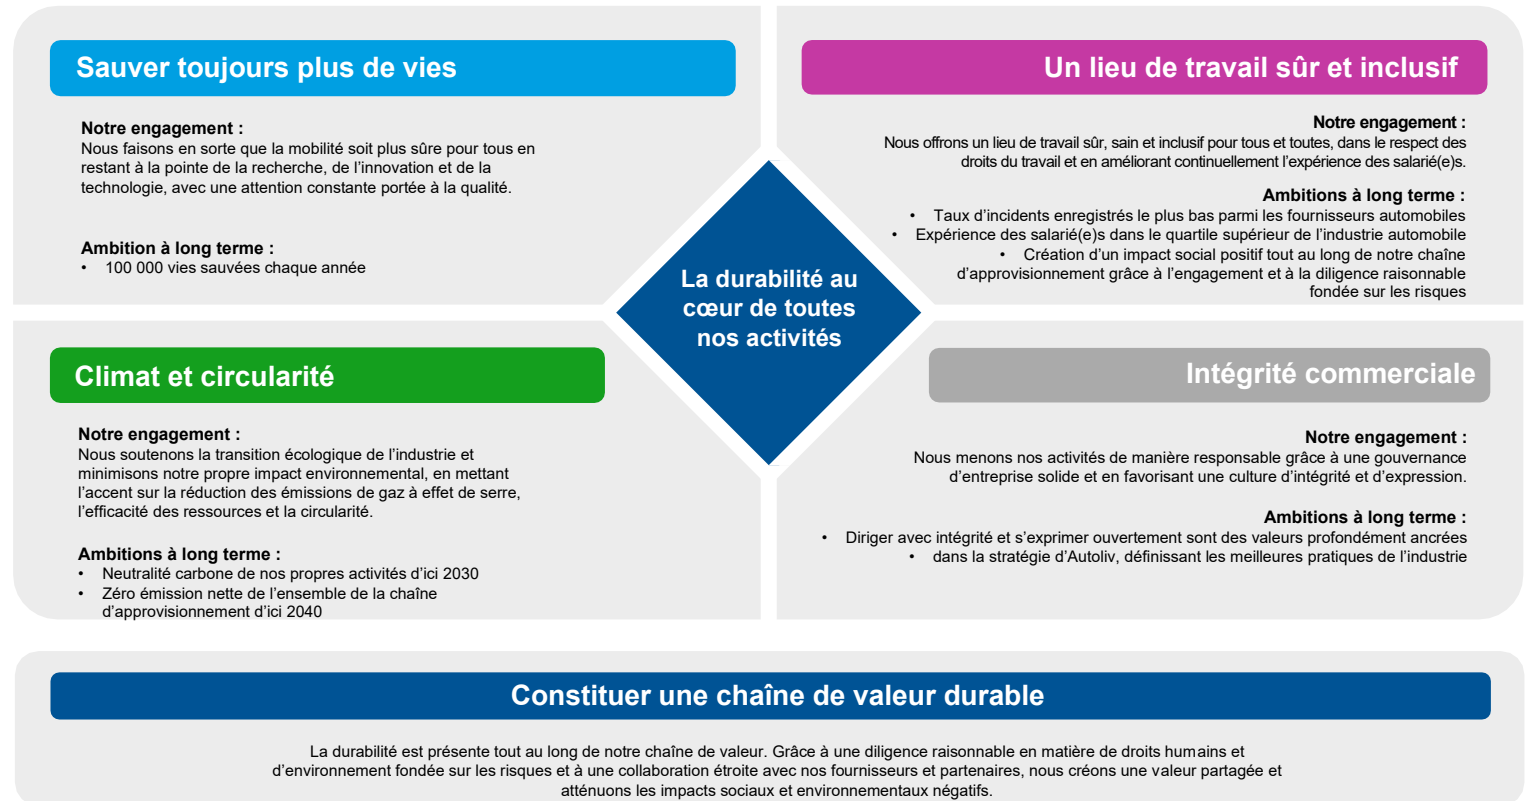 Sauver toujours plus de vies
Notre engagement :
Nous faisons en sorte que la mobilité soit plus sûre pour tous en
restant à la pointe de la recherche, de l’innovation et de la
technologie, avec une attention constante portée à la qualité.
Ambition à long terme :
• 100 000 vies sauvées chaque année
Un lieu de travail sûr et inclusif
Notre engagement :
Nous offrons un lieu de travail sûr, sain et inclusif pour tous et toutes, dans le respect des
droits du travail et en améliorant continuellement l’expérience des salarié(e)s.
Ambitions à long terme :
• Taux d’incidents enregistrés le plus bas parmi les fournisseurs automobiles
• Expérience des salarié(e)s dans le quartile supérieur de l’industrie automobile
• Création d’un impact social positif tout au long de notre chaîne
d’approvisionnement grâce à l’engagement et à la diligence raisonnable
fondée sur les risques
La durabilité au
cœur de toutes
nos activités
Climat et circularité
Notre engagement :
Nous soutenons la transition écologique de l’industrie et
minimisons notre propre impact environnemental, en mettant
l’accent sur la réduction des émissions de gaz à effet de serre,
l’efficacité des ressources et la circularité.
Ambitions à long terme :
• Neutralité carbone de nos propres activités d’ici 2030
• Zéro émission nette de l’ensemble de la chaîne
d’approvisionnement d’ici 2040
Intégrité commerciale
Notre engagement :
Nous menons nos activités de manière responsable grâce à une gouvernance
d’entreprise solide et en favorisant une culture d’intégrité et d’expression.
Ambitions à long terme :
• Diriger avec intégrité et s’exprimer ouvertement sont des valeurs profondément ancrées
• dans la stratégie d’Autoliv, définissant les meilleures pratiques de l’industrie
Constituer une chaîne de valeur durable
La durabilité est présente tout au long de notre chaîne de valeur. Grâce à une diligence raisonnable en matière de droits humains et
d’environnement fondée sur les risques et à une collaboration étroite avec nos fournisseurs et partenaires, nous créons une valeur partagée et
atténuons les impacts sociaux et environnementaux négatifs.